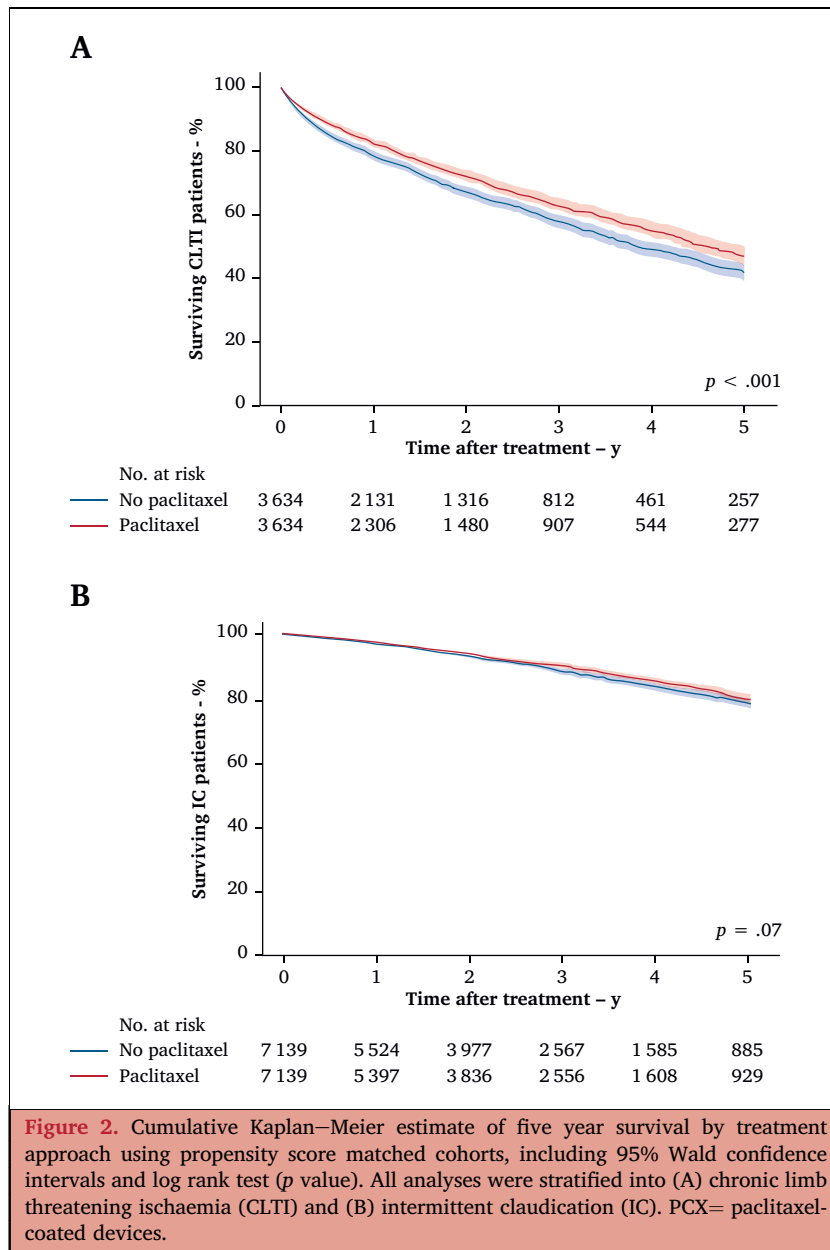 A
100
80
60
40
20
0
Surviving CLTI patients - %
p < .001
0 1 2 3 4 5
Time after treatment – y
No. at risk
No paclitaxel 3 634 2 131 1 316 812 461 257
Paclitaxel 3 634 2 306 1 480 907 544 277
B
100
80
60
40
20
0
Surviving IC patients - %
p = .07
0 1 2 3 4 5
Time after treatment – y
No. at risk
No paclitaxel 7 139 5 524 3 977 2 567 1 585 885
Paclitaxel 7 139 5 397 3 836 2 556 1 608 929
Figure 2. Cumulative Kaplan–Meier estimate of five year survival by treatment
approach using propensity score matched cohorts, including 95% Wald confidence
intervals and log rank test (p value). All analyses were stratified into (A) chronic limb
threatening ischaemia (CLTI) and (B) intermittent claudication (IC). PCX= paclitaxel-
coated devices.